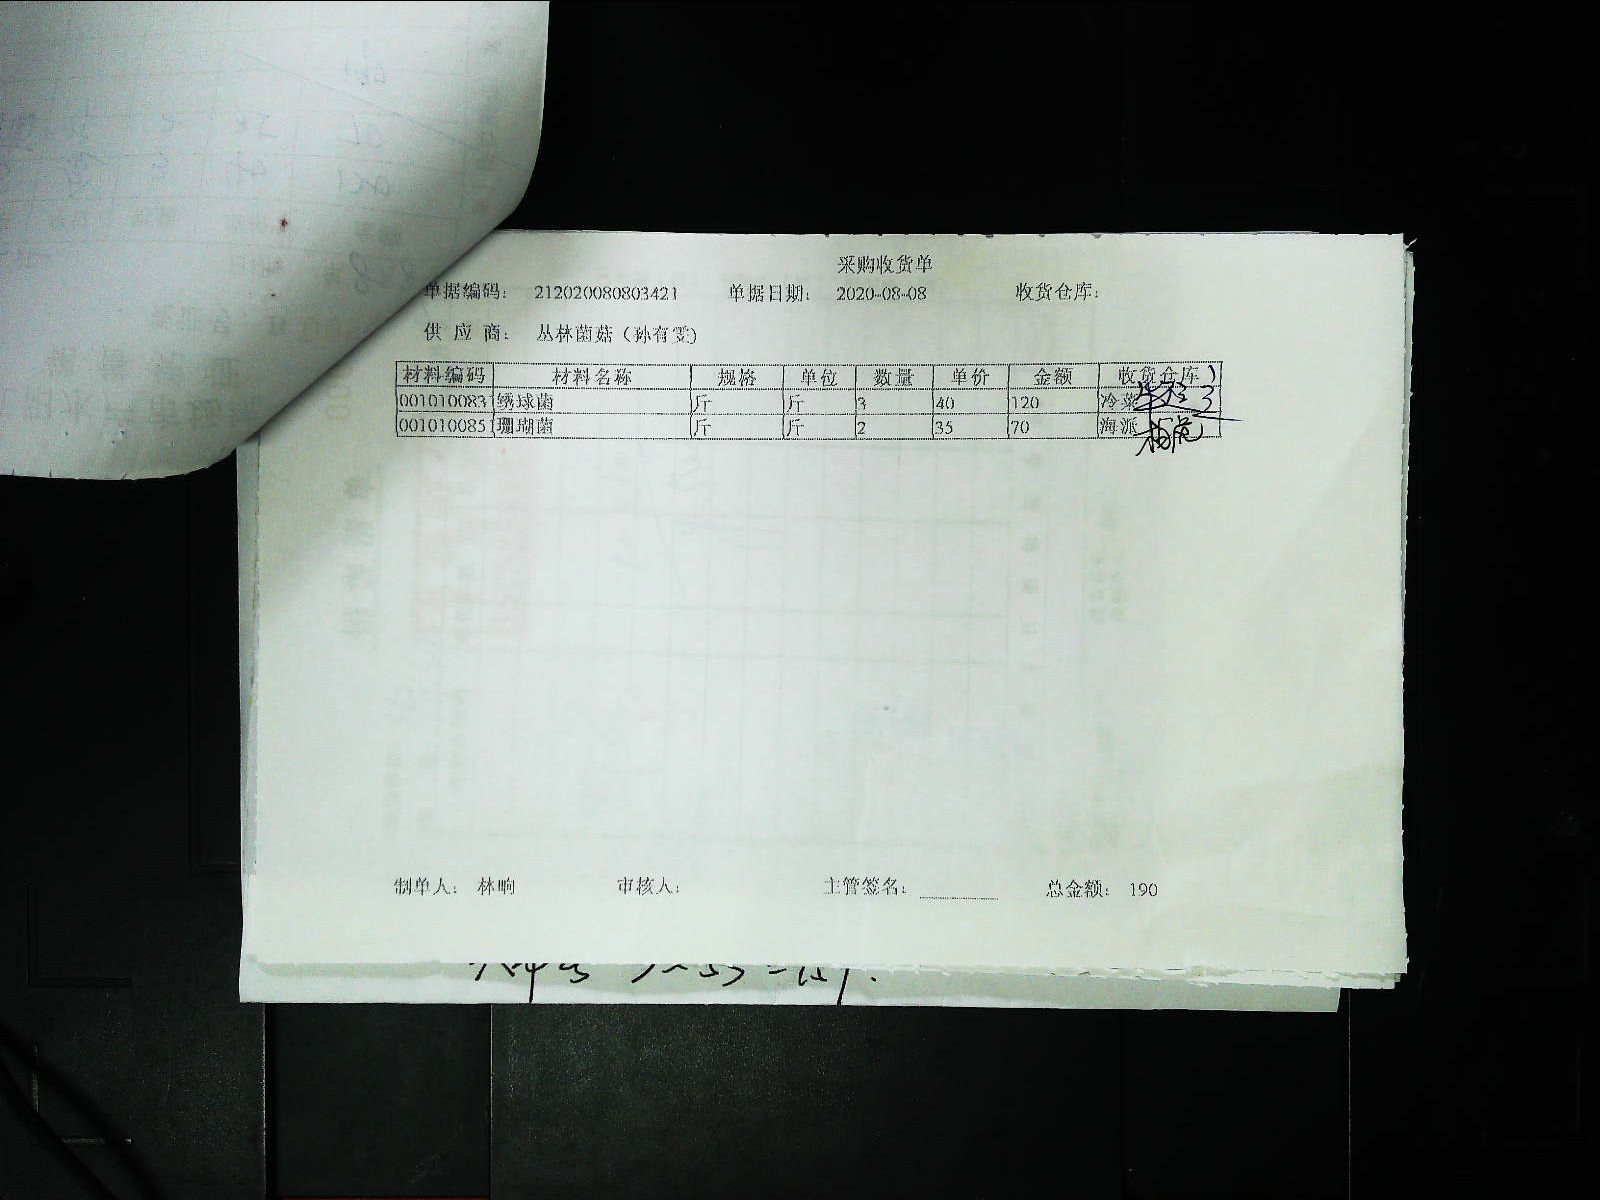 采购收货单
单据编码： 212020080803421 单据日期： 2020-08-08 收货仓库：
供 应 商： 丛林菌菇（孙有雯）
材料编码 材料名称 规格 单位 数量 单价 金额 收货仓库
001010083 绣球菌 斤 斤 3 40 120 冷菜
001010085 珊瑚菌 斤 斤 2 35 70 海派
制单人： 林晌 审核人： 主管签名： 总金额： 190